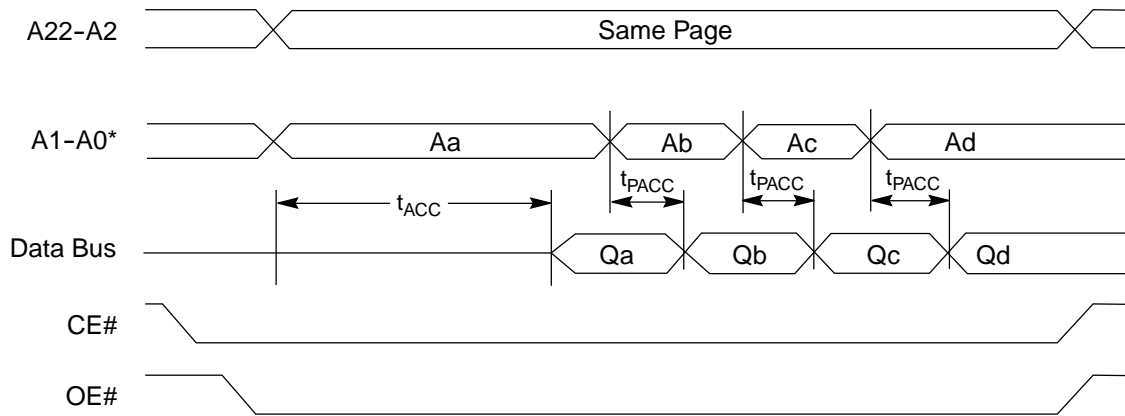 A22-A2
Same Page
A1-A0*
Aa
Ab
Ac
Ad
tPACC
tPACC
tPACC
tACC
Data Bus
Qa
Qb
Qc
Qd
CE#
OE#